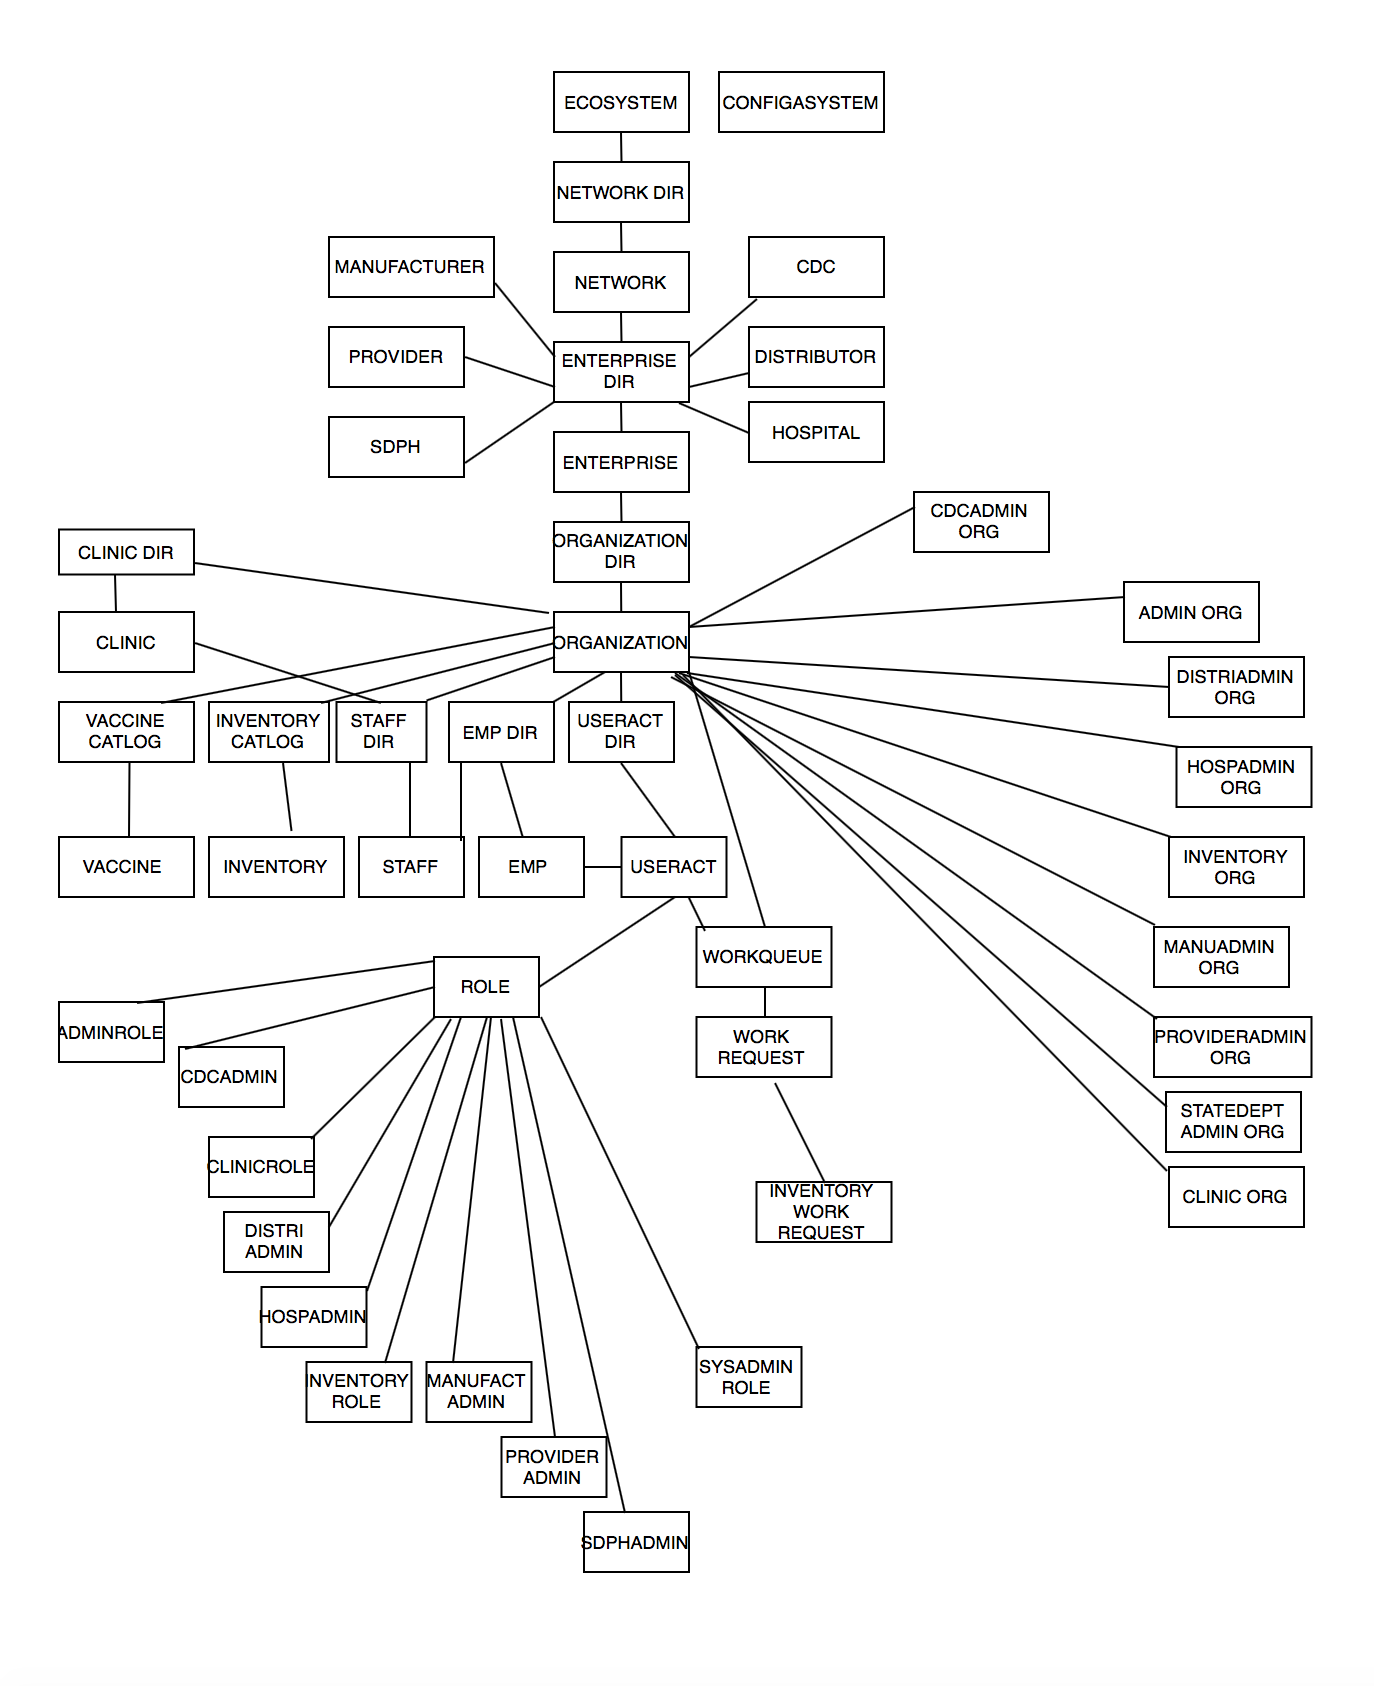 ECOSYSTEM
CONFIGASYSTEM
NETWORK DIR
MANUFACTURER
NETWORK
CDC
PROVIDER
ENTERPRISE
DIR
DISTRIBUTOR
SDPH
ENTERPRISE
HOSPITAL
CDCADMIN
ORG
CLINIC DIR
ORGANIZATION
DIR
ADMIN ORG
CLINIC
ORGANIZATION
DISTRIADMIN
ORG
VACCINE
CATLOG
INVENTORY
CATLOG
STAFF
DIR
EMP DIR
USERACT
DIR
HOSPADMIN
ORG
VACCINE
INVENTORY
STAFF
EMP
USERACT
INVENTORY
ORG
WORKQUEUE
MANUADMIN
ORG
ROLE
ADMINROLE
CDCADMIN
WORK
REQUEST
PROVIDERADMIN
ORG
STATEDEPT
ADMIN ORG
CLINICROLE
INVENTORY
WORK
REQUEST
CLINIC ORG
DISTRI
ADMIN
HOSPADMIN
INVENTORY
ROLE
MANUFACT
ADMIN
SYSADMIN
ROLE
PROVIDER
ADMIN
SDPHADMIN